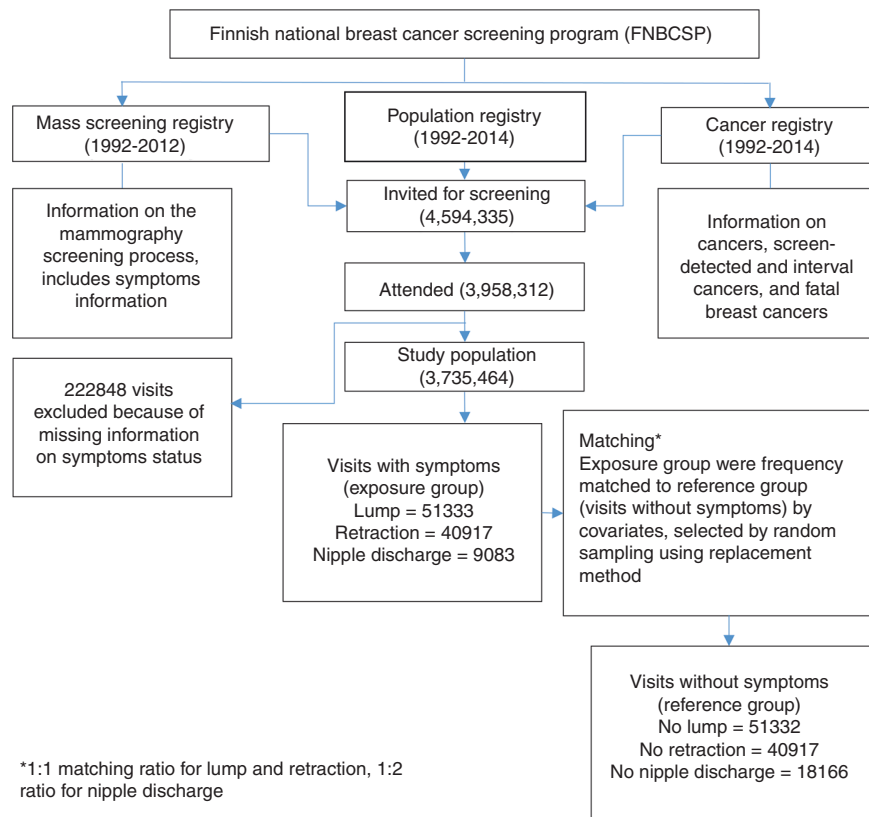 Finnish national breast cancer screening program (FNBCSP)
Mass screening registry
(1992-2012)
Population registry
(1992-2014)
Cancer registry
(1992-2014)
Invited for screening
(4,594,335)
Information on the
mammography
screening process,
includes symptoms
information
Information on
cancers, screen-
detected and interval
cancers, and fatal
breast cancers
Attended (3,958,312)
Study population
(3,735,464)
222848 visits
excluded because of
missing information
on symptoms status
Visits with symptoms
(exposure group)
Lump = 51333
Retraction = 40917
Nipple discharge = 9083
Matching*
Exposure group were frequency
matched to reference group
(visits without symptoms) by
covariates, selected by random
sampling using replacement
method
Visits without symptoms
(reference group)
No lump = 51332
No retraction = 40917
No nipple discharge = 18166
*1:1 matching ratio for lump and retraction, 1:2
ratio for nipple discharge